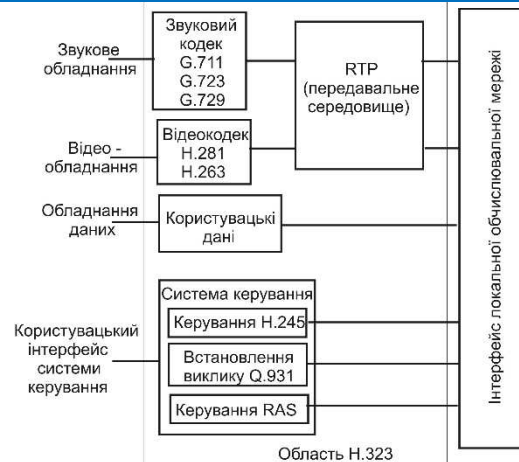 Звукове
обладнання
Звуковий
кодек
G.711
G.723
G.729
RTP
(передавальне
середовище)
Відео -
обладнання
Відеокодек
H.281
H.263
Обладнання
даних
Користувацькі
дані
Користувацький
інтерфейс
системи
керування
Система керування
Керування H.245
Встановлення
виклику Q.931
Керування RAS
Область H.323
Інтерфейс локальної обчислювальної мережі